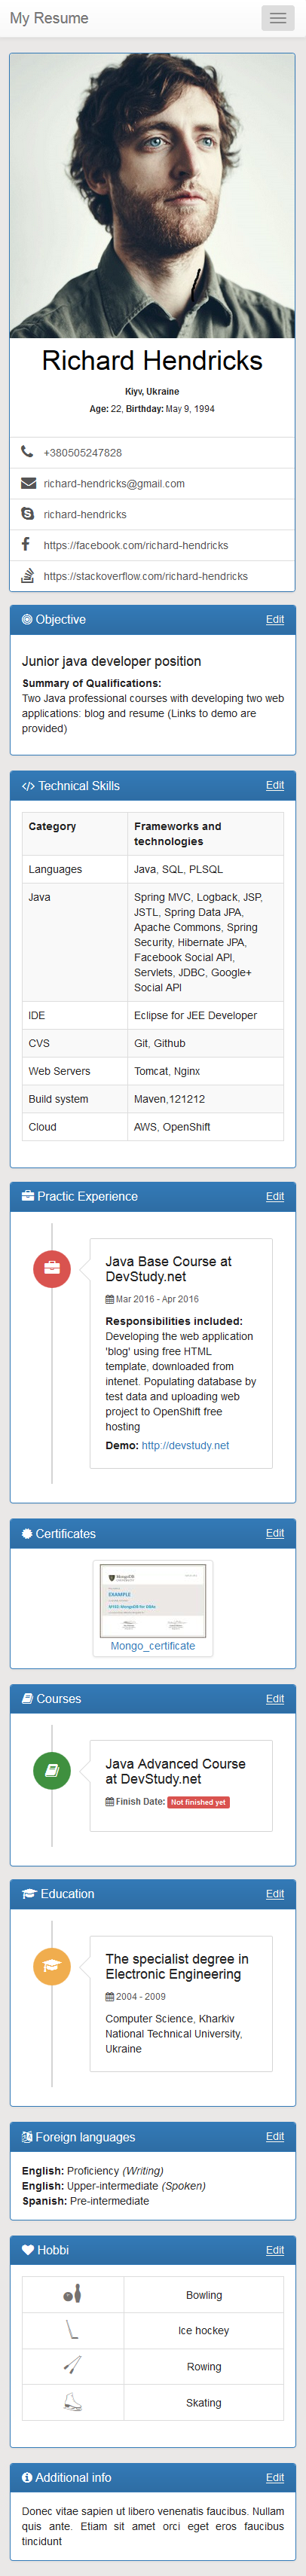 My Resume
Richard Hendricks
Kiyv, Ukraine
Age: 22, Birthday: May 9, 1994
+380505247828
richard-hendricks@gmail.com
richard-hendricks
https://facebook.com/richard-hendricks
https://stackoverflow.com/richard-hendricks
Objective Edit
Junior java developer position
Summary of Qualifications:
Two Java professional courses with developing two web
applications: blog and resume (Links to demo are
provided)
Technical Skills Edit
Category Frameworks and
technologies
Languages Java, SQL, PLSQL
Java Spring MVC, Logback, JSP,
JSTL, Spring Data JPA,
Apache Commons, Spring
Security, Hibernate JPA,
Facebook Social API,
Servlets, JDBC, Google+
Social API
IDE Eclipse for JEE Developer
CVS Git, Github
Web Servers Tomcat, Nginx
Build system Maven,121212
Cloud AWS, OpenShift
Practic Experience Edit
Java Base Course at
DevStudy.net
Mar 2016 - Apr 2016
Responsibilities included:
Developing the web application
'blog' using free HTML
template, downloaded from
intenet. Populating database by
test data and uploading web
project to OpenShift free
hosting
Demo: http://devstudy.net
Certificates Edit
EXAMPLE
Mongo_certificate
Courses Edit
Java Advanced Course
at DevStudy.net
Finish Date: Not finished yet
Education Edit
The specialist degree in
Electronic Engineering
2004 - 2009
Computer Science, Kharkiv
National Technical University,
Ukraine
Foreign languages Edit
English: Proficiency (Writing)
English: Upper-intermediate (Spoken)
Spanish: Pre-intermediate
Hobbi Edit
Bowling
Ice hockey
Rowing
Skating
Additional info Edit
Donec vitae sapien ut libero venenatis faucibus. Nullam
quis ante. Etiam sit amet orci eget eros faucibus
tincidunt